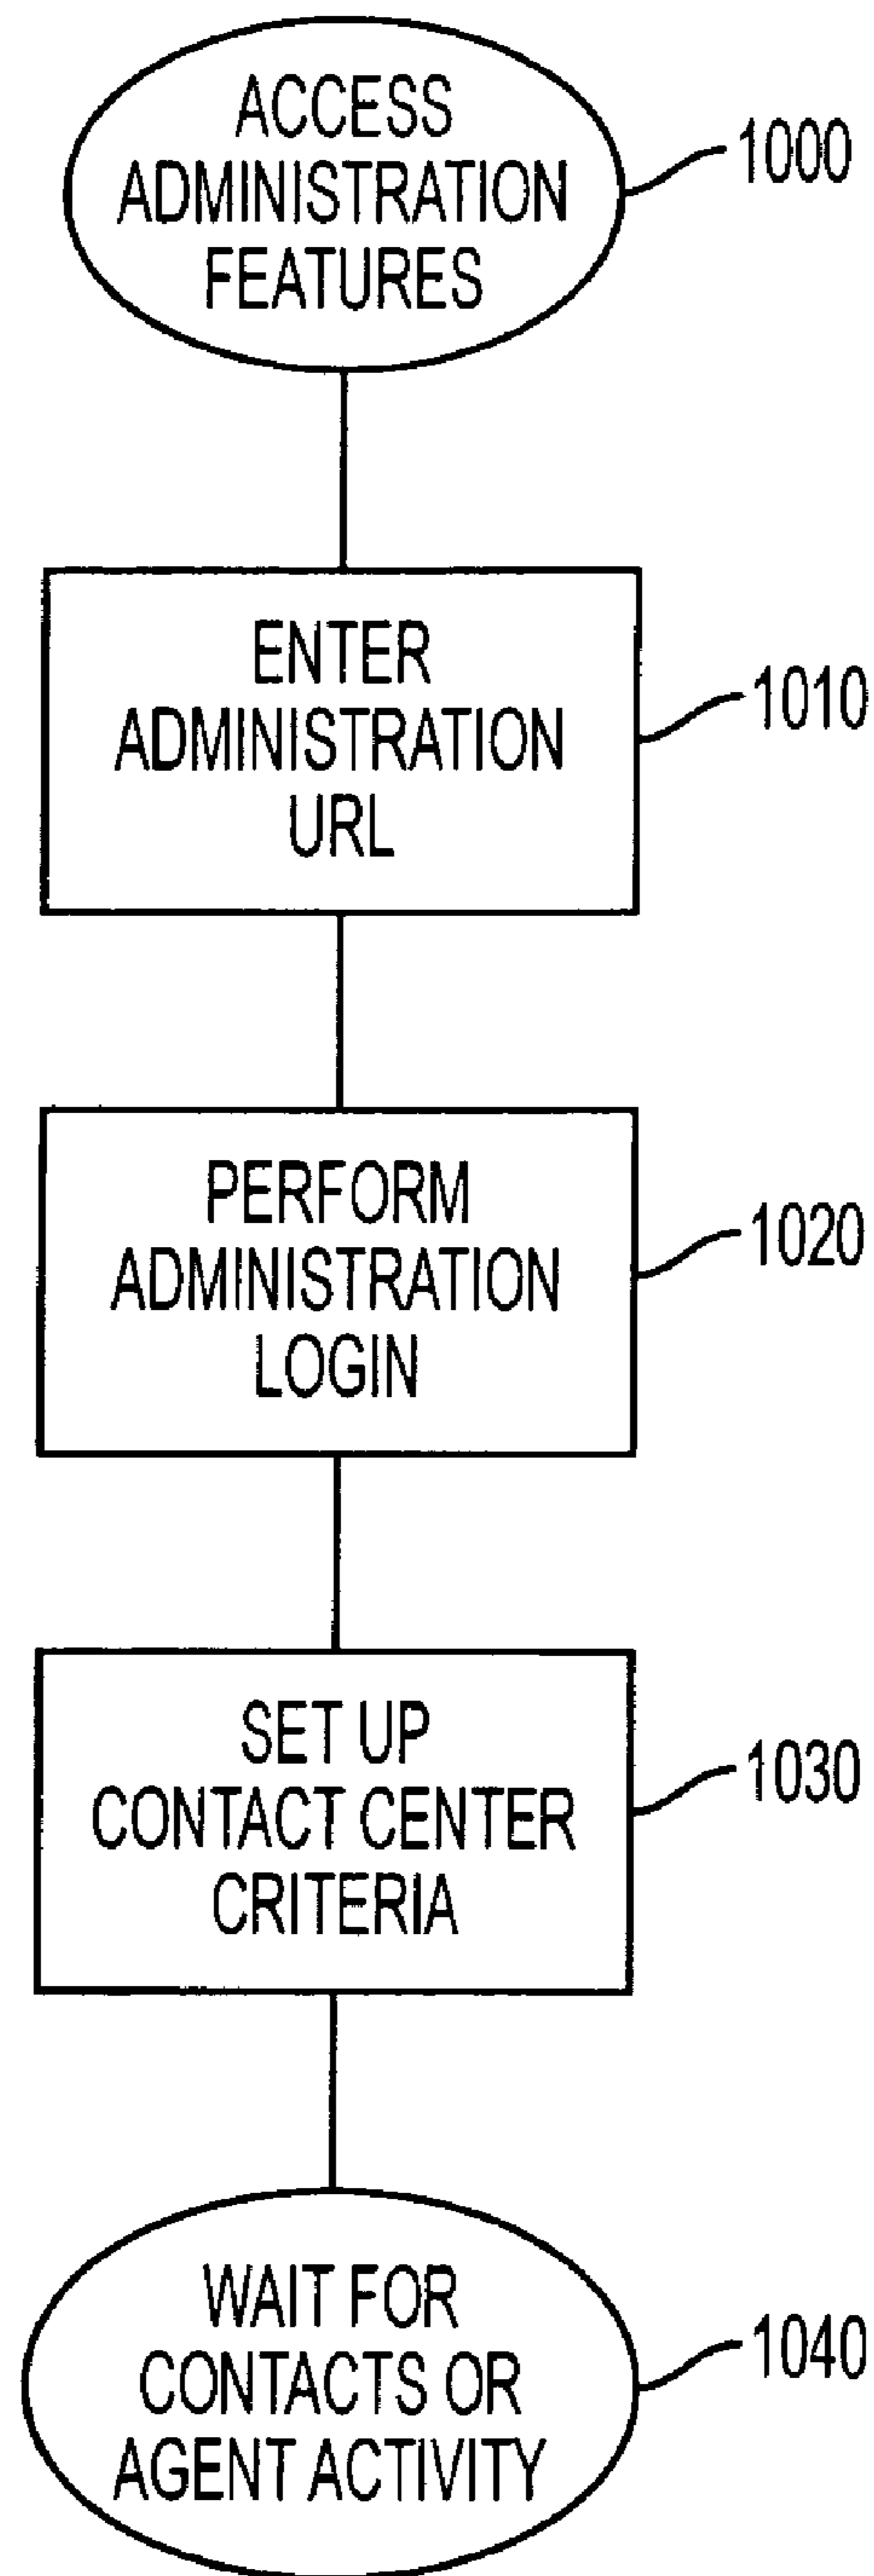 ACCESS
ADMINISTRATION
FEATURES
1000
ENTER
ADMINISTRATION
URL
1010
PERFORM
ADMINISTRATION
LOGIN
1020
SET UP
CONTACT CENTER
CRITERIA
1030
WAIT FOR
CONTACTS OR
AGENT ACTIVITY
1040